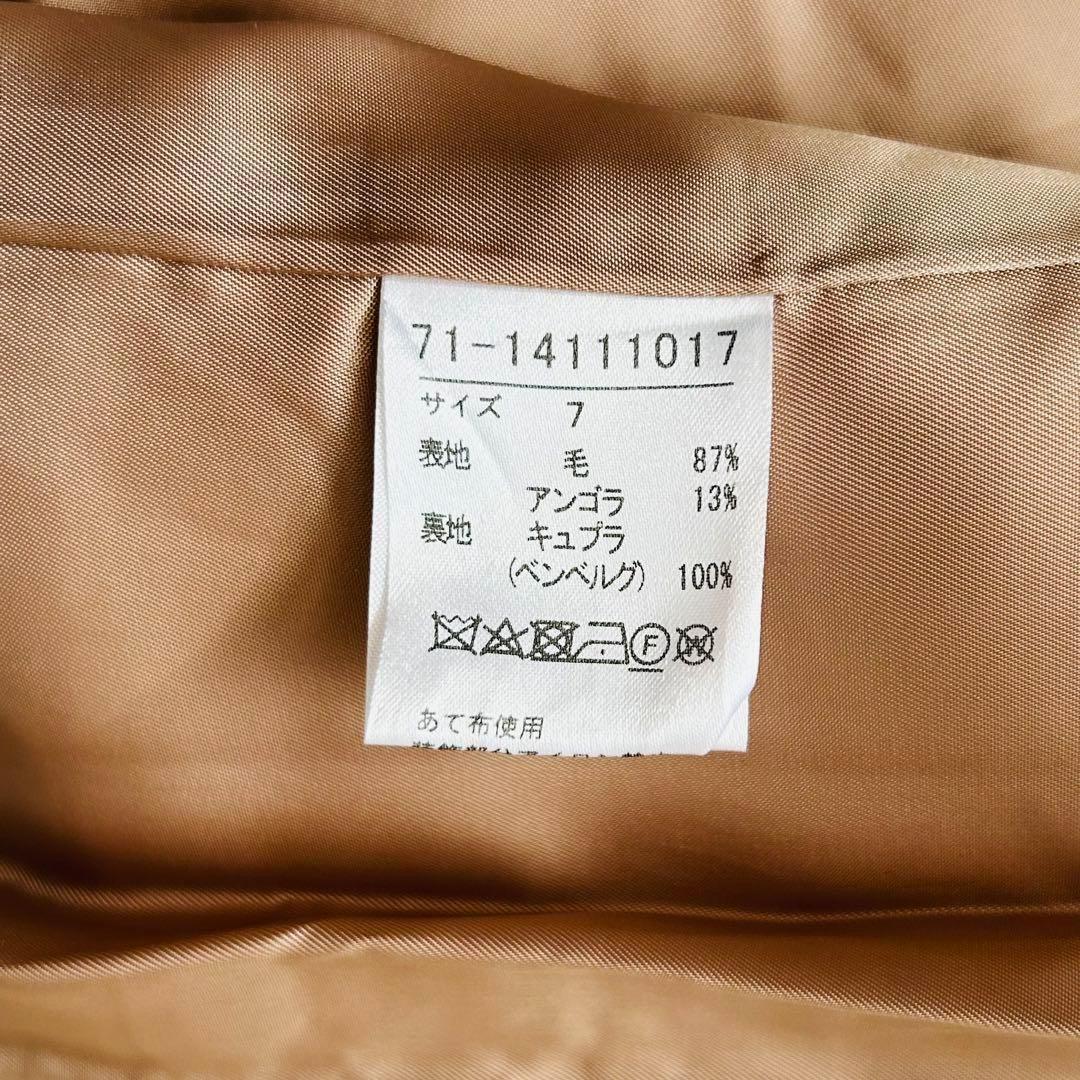 71-14111017
サイズ 7
表地 毛 87%
アンゴラ 13%
裏地 キュプラ
(ベンベルグ) 100%
F W
あて布使用